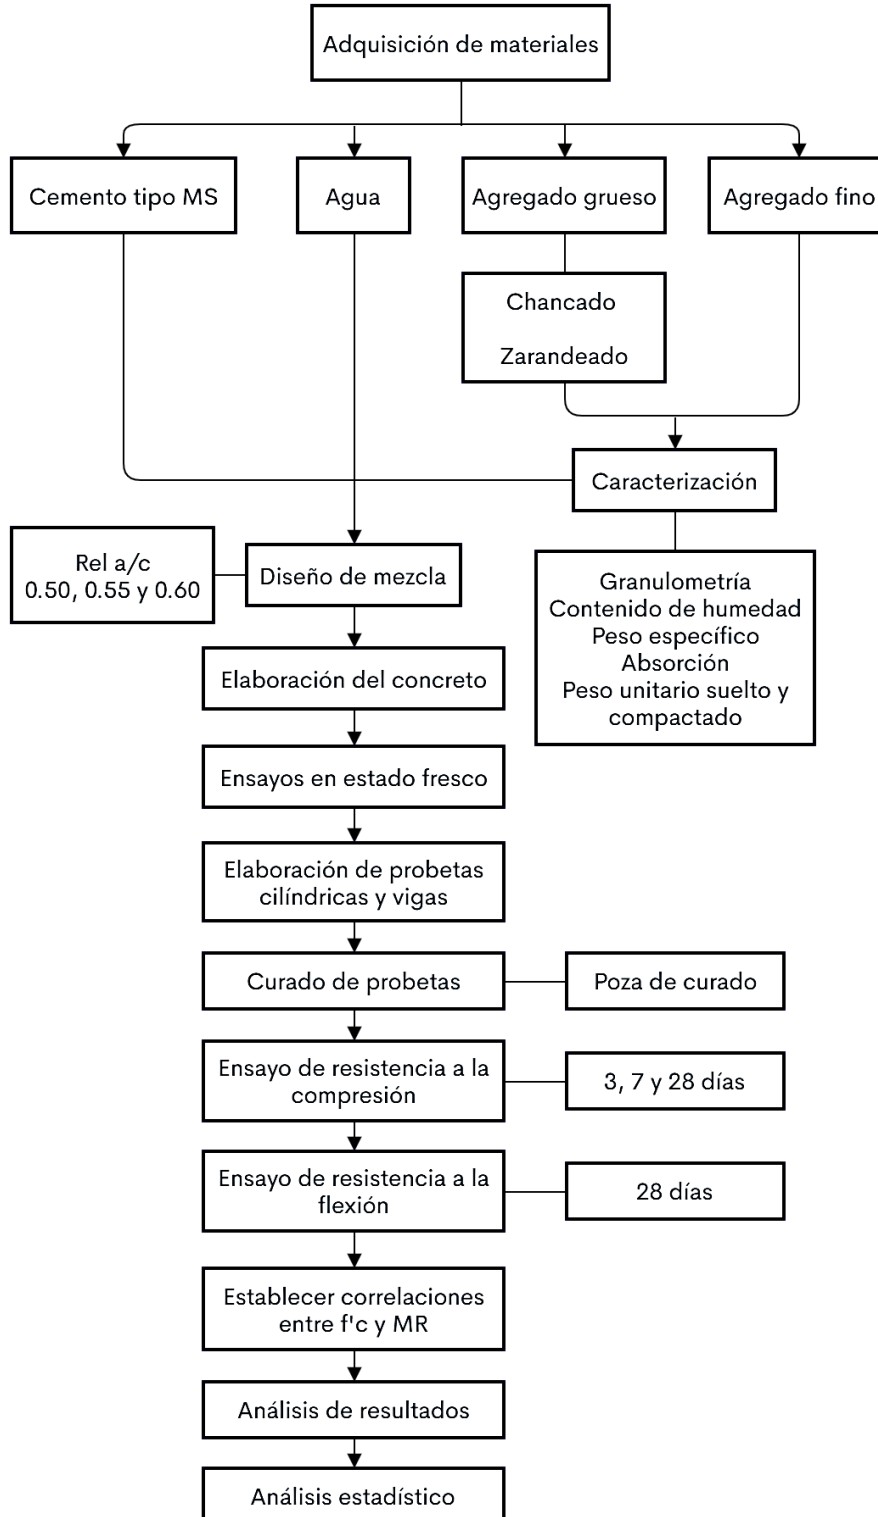 Adquisición de materiales
Cemento tipo MS
Agua
Agregado grueso
Agregado fino
Chancado
Zarandeado
Caracterización
Rel a/c
0.50, 0.55 y 0.60
Diseño de mezcla
Granulometría
Contenido de humedad
Peso específico
Absorción
Peso unitario suelto y
compactado
Elaboración del concreto
Ensayos en estado fresco
Elaboración de probetas
cilíndricas y vigas
Curado de probetas
Poza de curado
Ensayo de resistencia a la
compresión
3, 7 y 28 días
Ensayo de resistencia a la
flexión
28 días
Establecer correlaciones
entre f'c y MR
Análisis de resultados
Análisis estadístico